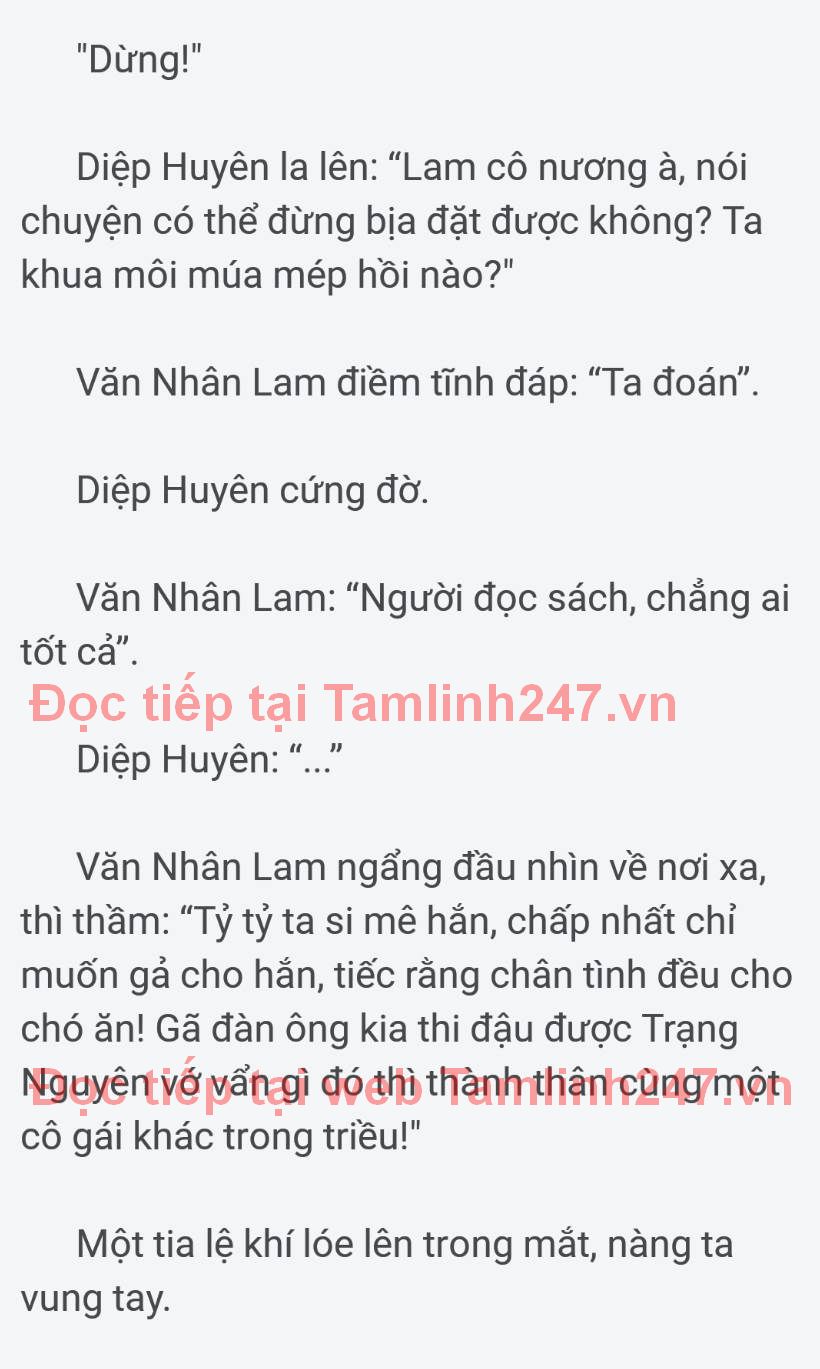 "Dừng!"
Diệp Huyên la lên: “Lam cô nương à, nói
chuyện có thể đừng bịa đặt được không? Ta
khua môi múa mép hồi nào?"
Văn Nhân Lam điềm tĩnh đáp: “Ta đoán”.
Diệp Huyên cứng đờ.
Văn Nhân Lam: “Người đọc sách, chẳng ai
tốt cả”.
Đọc tiếp tại Tamlinh247.vn
Diệp Huyên: “...”
Văn Nhân Lam ngẩng đầu nhìn về nơi xa,
thì thầm: “Tỷ tỷ ta si mê hắn, chấp nhất chỉ
muốn gả cho hắn, tiếc rằng chân tình đều cho
chó ăn! Gã đàn ông kia thi đậu được Trạng
Nguyên vớ vẩn gì đó thì thành thân cùng một
Đọc tiếp tại web Tamlinh247.vn
cô gái khác trong triều!"
Một tia lệ khí lóe lên trong mắt, nàng ta
vung tay.